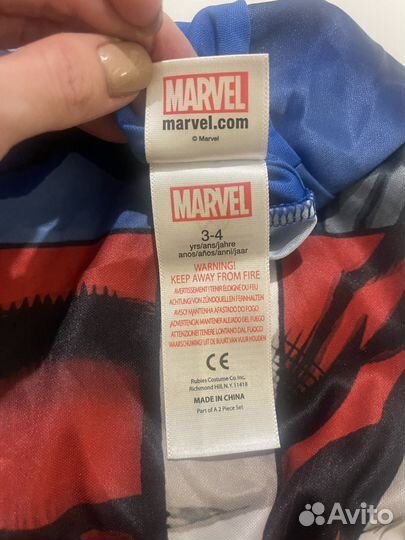 MARVEL
marvel.com
© Marvel
MARVEL
3-4
yrs/ans/jahre
anos/años/anni/jaar
WARNING!
KEEP AWAY FROM FIRE
AVERTISSEMENT! TENIR ÉLOIGNÉ DU FEU
ACHTUNG! VON ZÜNDQUELLEN FERNHALTEN
AVISO! MANTENHA AFASTADO DO FOGO
ADVERTENCIA! MANTENER ALEJADO DEL FUEGO
ATTENZIONE! TENERE LONTANO DAL FUOCO
WAARSCHUWING! UIT DE BUURT VAN VUUR HOUDEN
CE
Rubies Costume Co Inc.
Richmond Hill, N.Y. 11418
MADE IN CHINA
Part of A 2 Piece Set
Avito